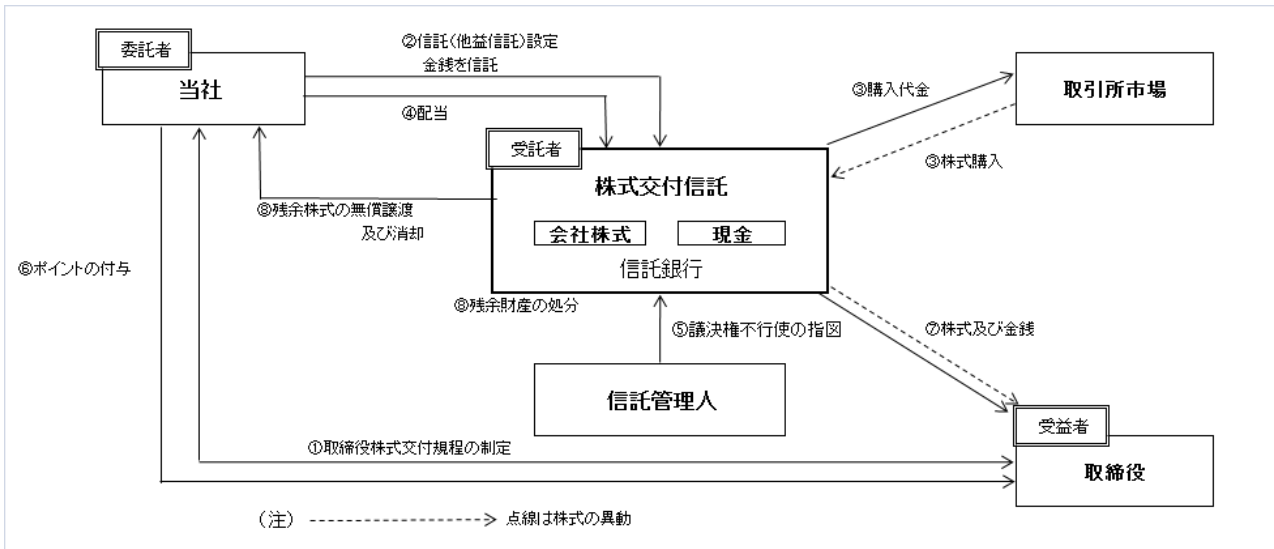 委託者
当社
②信託(他益信託)設定
金銭を信託
④配当
③購入代金
取引所市場
③株式購入
受託者
株式交付信託
会社株式
現金
信託銀行
⑧残余株式の無償譲渡
及び消却
⑥ポイントの付与
⑧残余財産の処分
⑤議決権不行使の指図
⑦株式及び金銭
信託管理人
受益者
取締役
①取締役株式交付規程の制定
(注)
点線は株式の異動